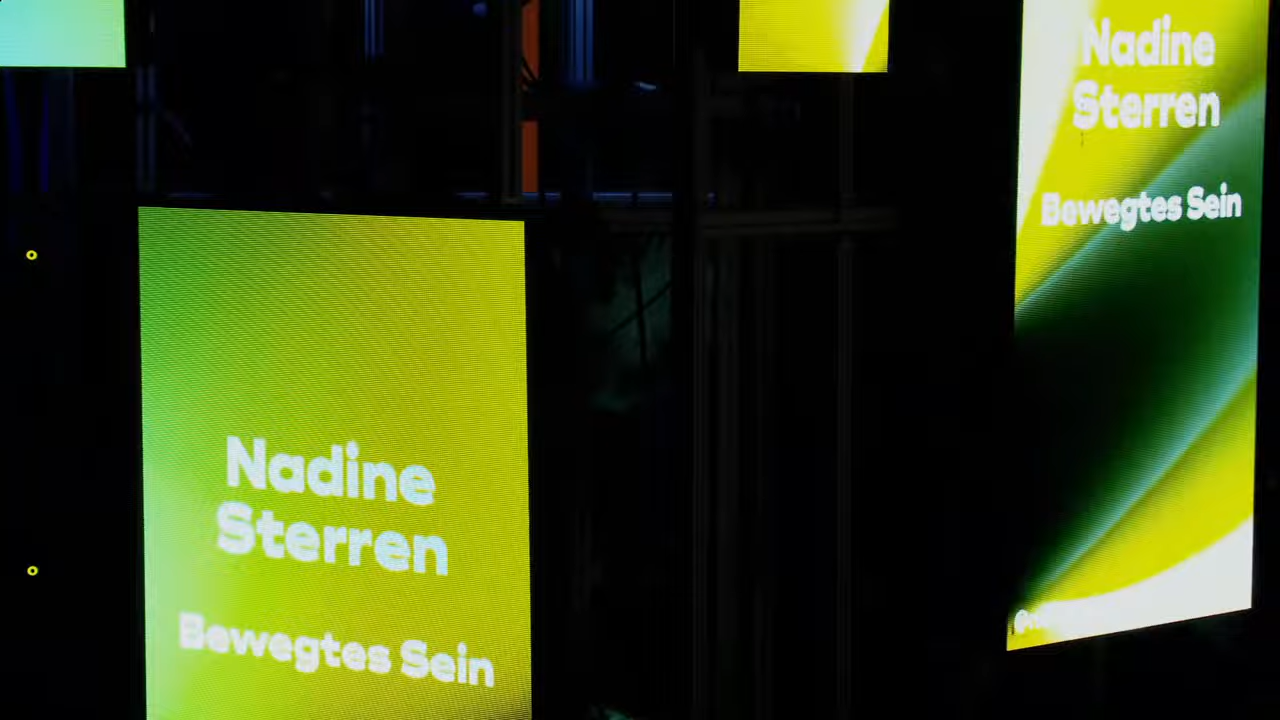 Nadine
Sterren
Bewegtes Sein
Nadine
Sterren
Bewegtes Sein